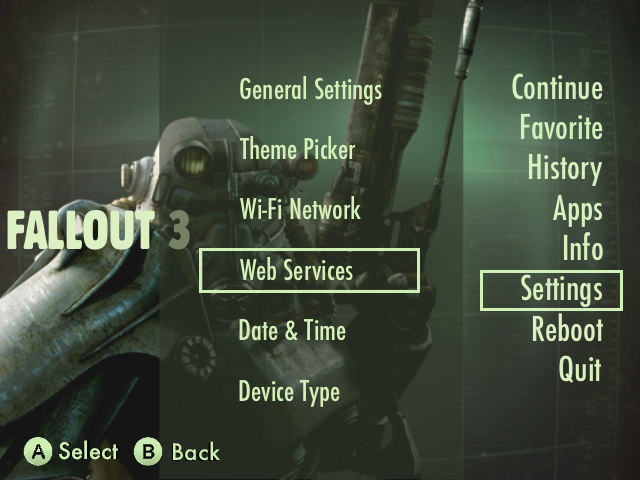 FALLOUT 3
General Settings
Theme Picker
Wi-Fi Network
Web Services
Date & Time
Device Type
Continue
Favorite
History
Apps
Info
Settings
Reboot
Quit
A Select B Back